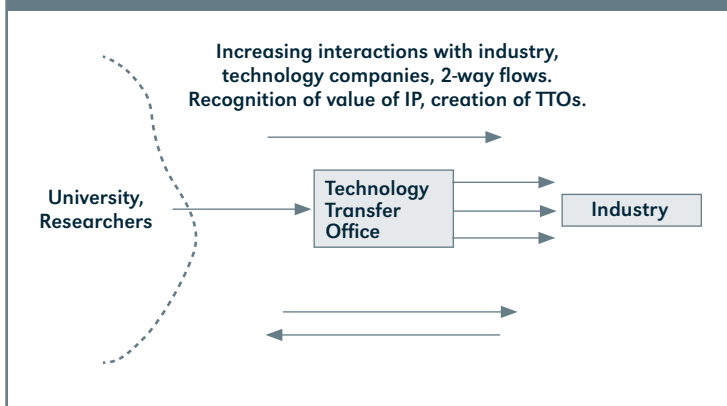 Increasing interactions with industry,
technology companies, 2-way flows.
Recognition of value of IP, creation of TTOs.
University,
Researchers
Technology
Transfer
Office
Industry